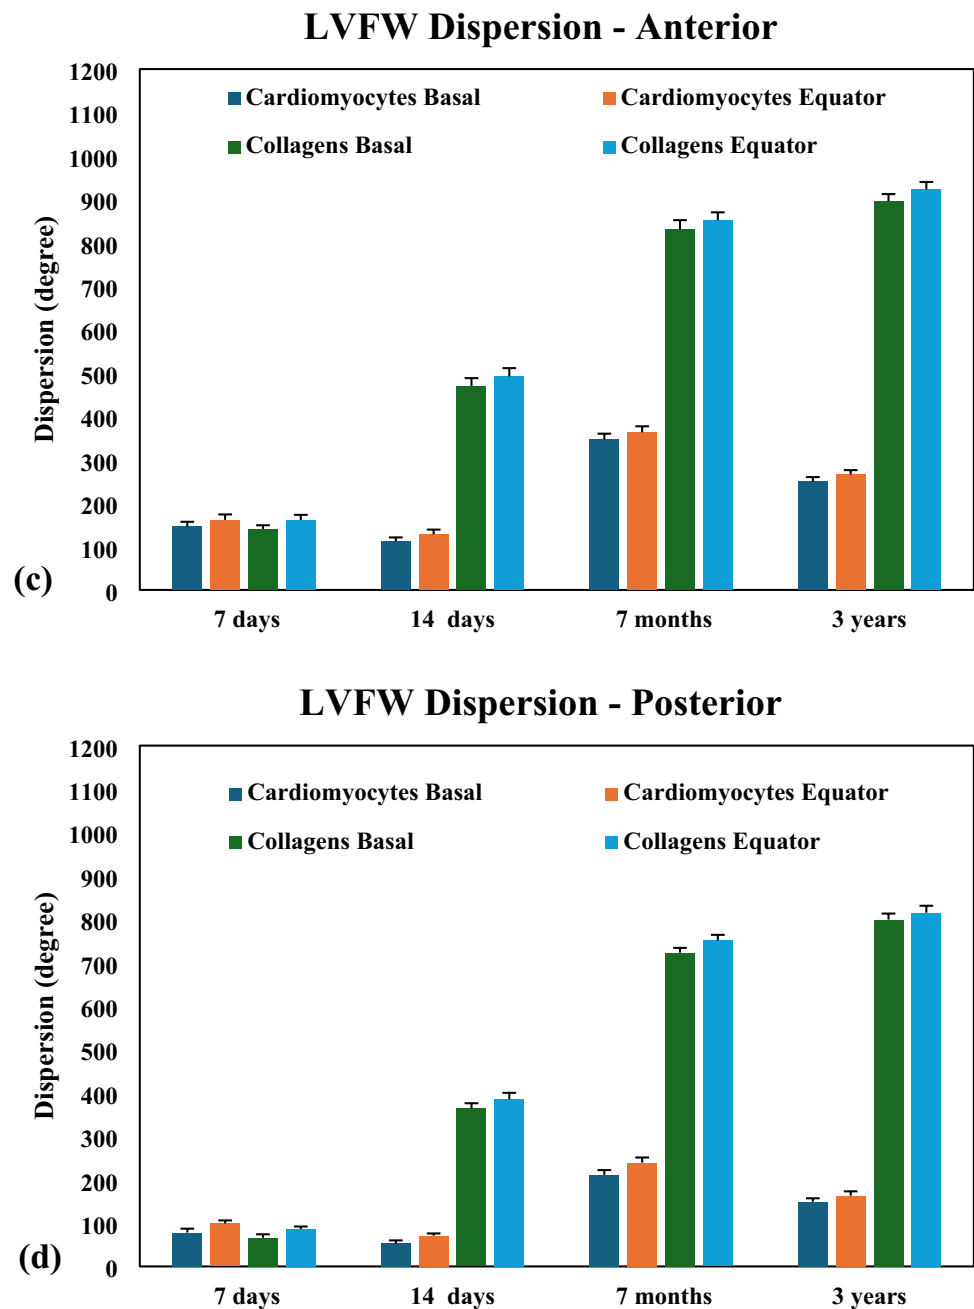 LVFW Dispersion - Anterior
1200
1100
1000
900
800
700
600
500
400
300
200
100
0
Dispersion (degree)
Cardiomyocytes Basal
Cardiomyocytes Equator
Collagens Basal
Collagens Equator
(c)
7 days
14 days
7 months
3 years
LVFW Dispersion - Posterior
1200
1100
1000
900
800
700
600
500
400
300
200
100
0
Dispersion (degree)
Cardiomyocytes Basal
Cardiomyocytes Equator
Collagens Basal
Collagens Equator
(d)
7 days
14 days
7 months
3 years